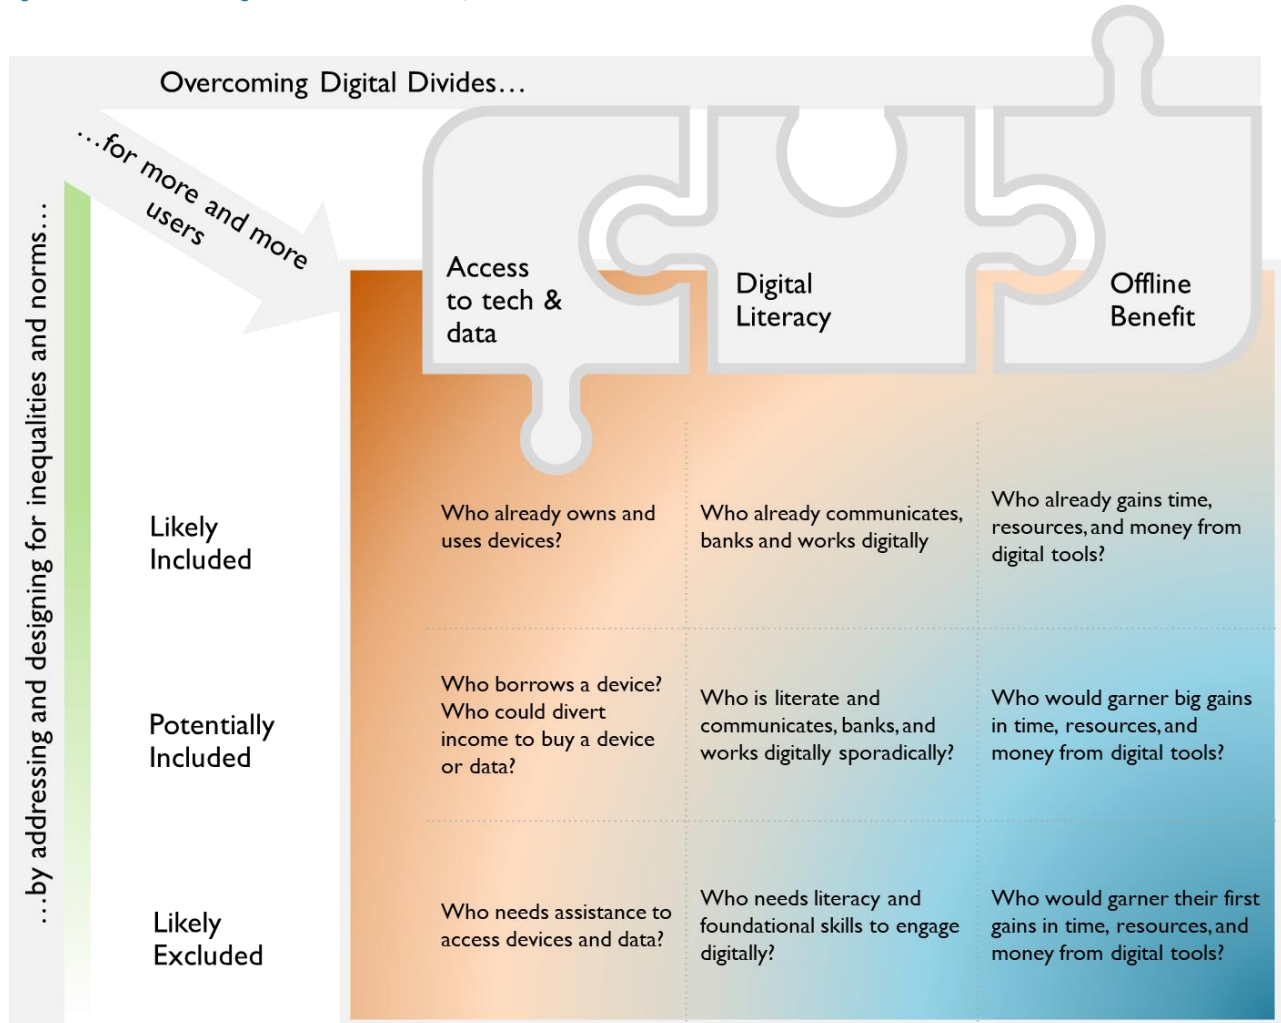 Overcoming Digital Divides...
...for more and more
users
...by addressing and designing for inequalities and norms...
Access
to tech &
data
Digital
Literacy
Offline
Benefit
Likely
Included
Who already owns and
uses devices?
Who already communicates,
banks and works digitally
Who already gains time,
resources, and money from
digital tools?
Potentially
Included
Who borrows a device?
Who could divert
income to buy a device
or data?
Who is literate and
communicates, banks, and
works digitally sporadically?
Who would garner big gains
in time, resources, and
money from digital tools?
Likely
Excluded
Who needs assistance to
access devices and data?
Who needs literacy and
foundational skills to engage
digitally?
Who would garner their first
gains in time, resources, and
money from digital tools?